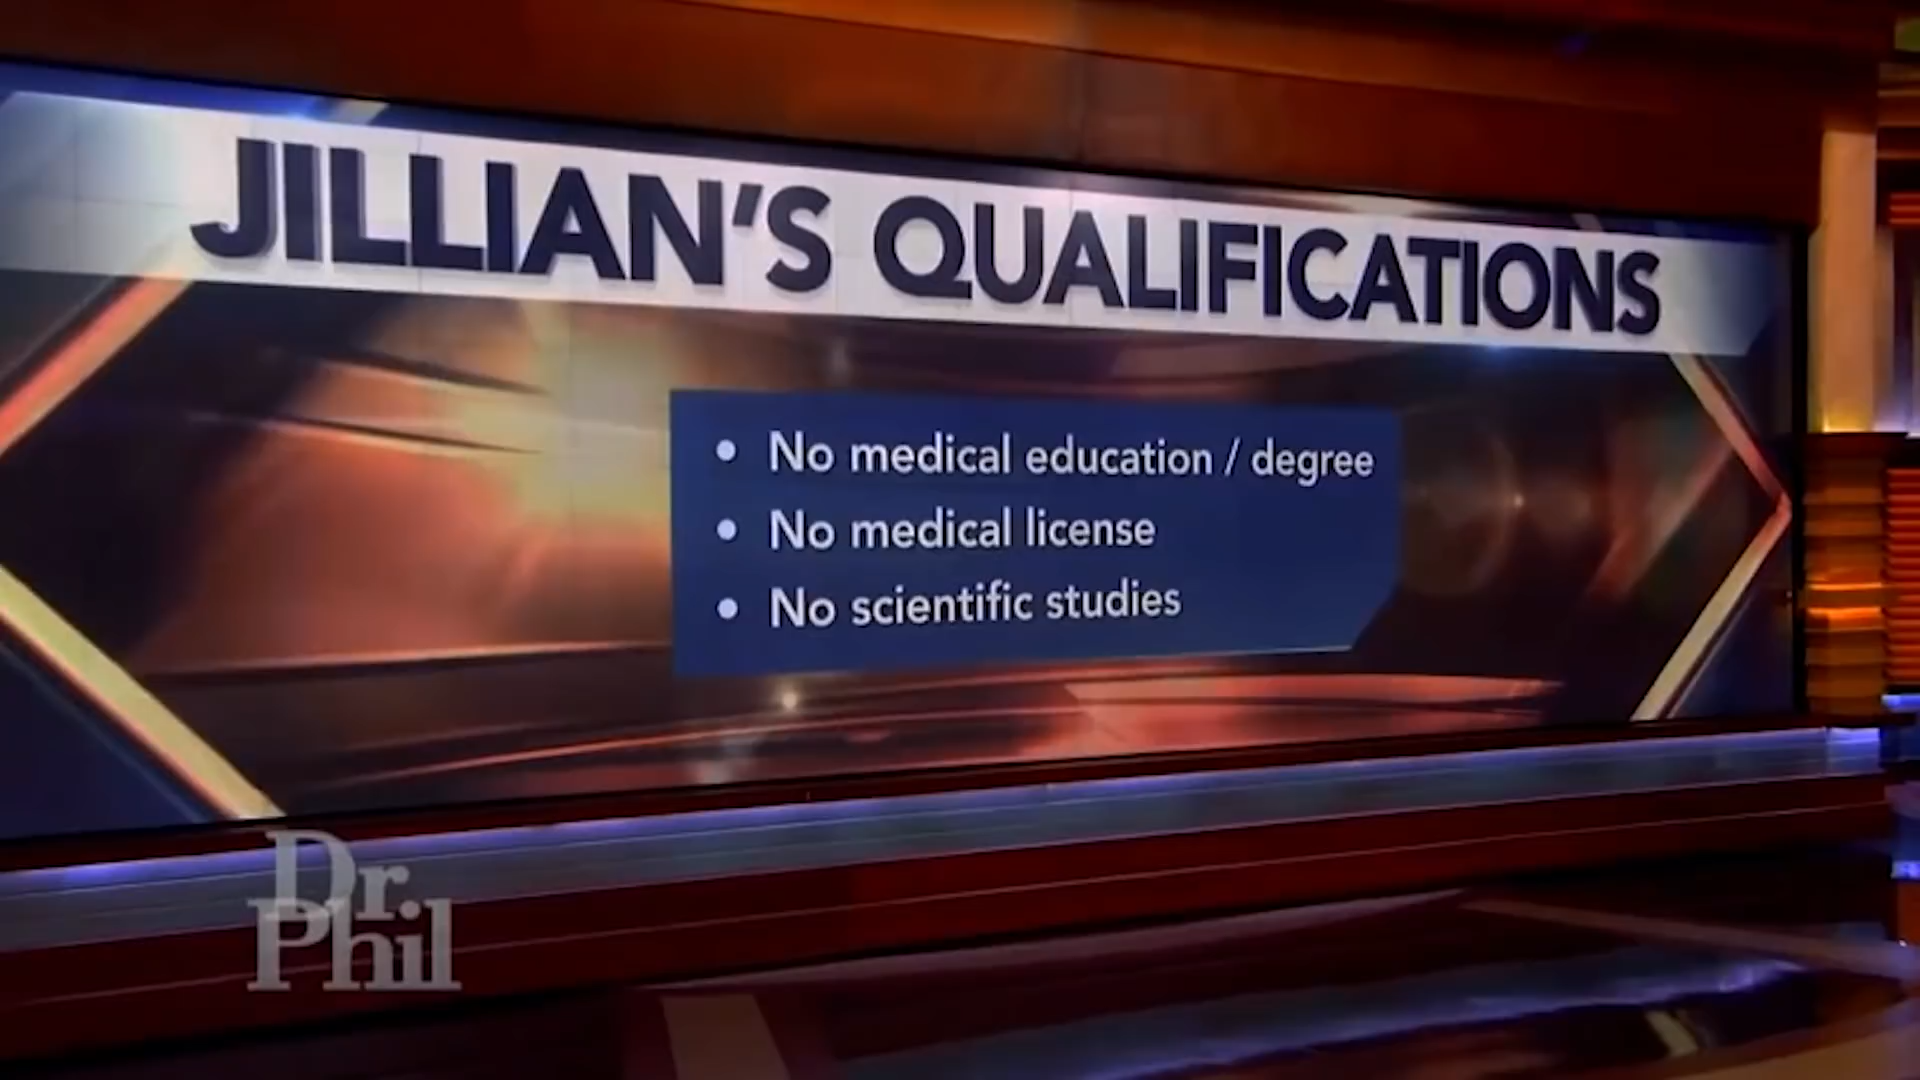 JILLIAN'S QUALIFICATIONS
• No medical education / degree
• No medical license
• No scientific studies
Dr.
Phil